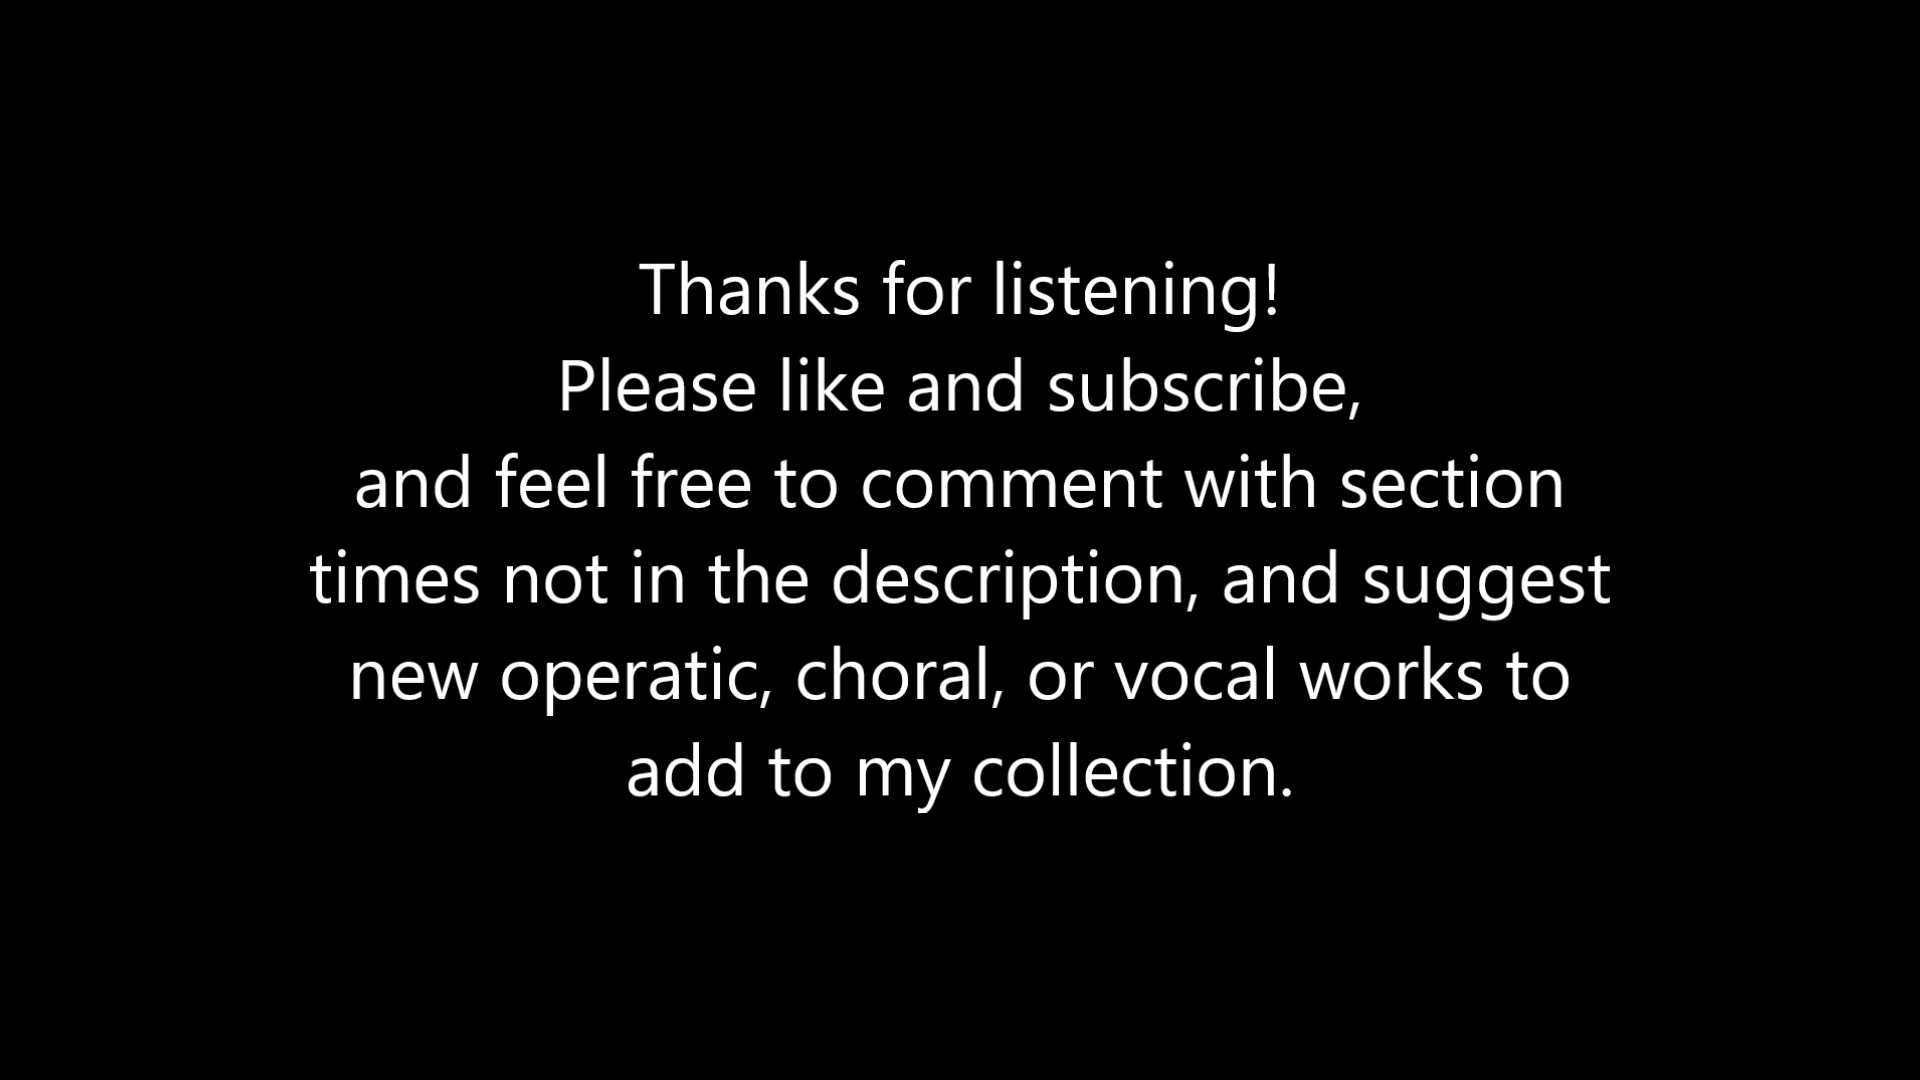 Thanks for listening!
Please like and subscribe,
and feel free to comment with section
times not in the description, and suggest
new operatic, choral, or vocal works to
add to my collection.